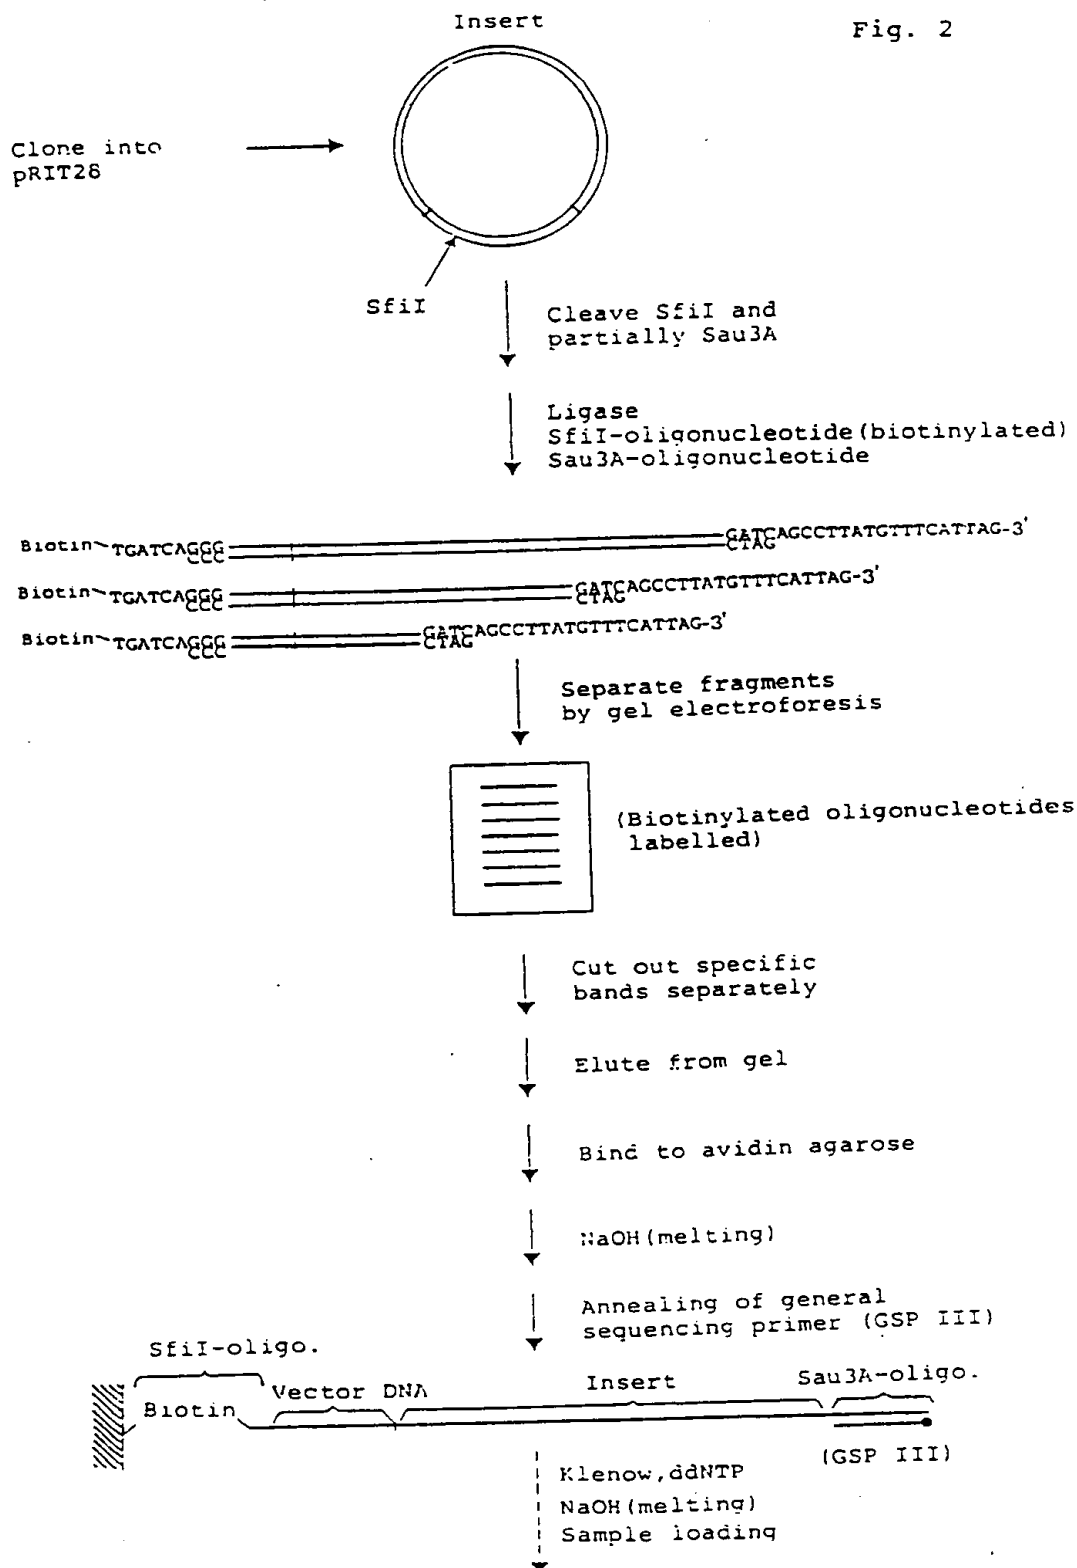 Insert
Fig. 2
Clone into
pRIT28
SfiI
Cleave SfiI and
partially Sau3A
Ligase
SfiI-oligonucleotide(biotinylated)
Sau3A-oligonucleotide
Biotin TGATCAGGG GATCAGCCTTATGTTTCATTAG-3'
CCC CTAG
Biotin TGATCAGGG GATCAGCCTTATGTTTCATTAG-3'
CCC CTAG
Biotin TGATCAGGG GATCAGCCTTATGTTTCATTAG-3'
CCC CTAG
Separate fragments
by gel electroforesis
(Biotinylated oligonucleotides
labelled)
Cut out specific
bands separately
Elute from gel
Bind to avidin agarose
NaOH(melting)
Annealing of general
sequencing primer (GSP III)
SfiI-oligo.
Vector DNA
Insert
Sau3A-oligo.
Biotin
(GSP III)
Klenow,ddNTP
NaOH(melting)
Sample loading